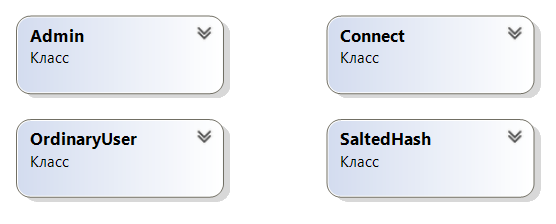 Admin
Класс
Connect
Класс
OrdinaryUser
Класс
SaltedHash
Класс